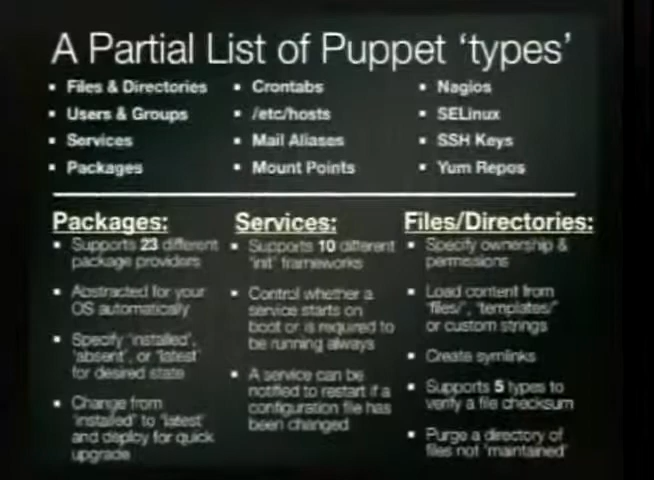 A Partial List of Puppet 'types'
Files & Directories
Users & Groups
Services
Packages
Crontabs
/etc/hosts
Mail Aliases
Mount Points
Nagios
SELinux
SSH Keys
Yum Repos
Packages:
Supports 23 different
package providers
Abstracted for your
OS automatically
Specify 'installed',
'absent', or 'latest'
for desired state
Change from
'installed' to 'latest'
and deploy for quick
upgrade
Services:
Supports 10 different
'init' frameworks
Control whether a
service starts on
boot or is required to
be running always
A service can be
notified to restart if a
configuration file has
been changed
Files/Directories:
Specify ownership &
permissions
Load content from
'files/', 'templates/'
or custom strings
Create symlinks
Supports 5 types to
verify a file checksum
Purge a directory of
files not 'maintained'